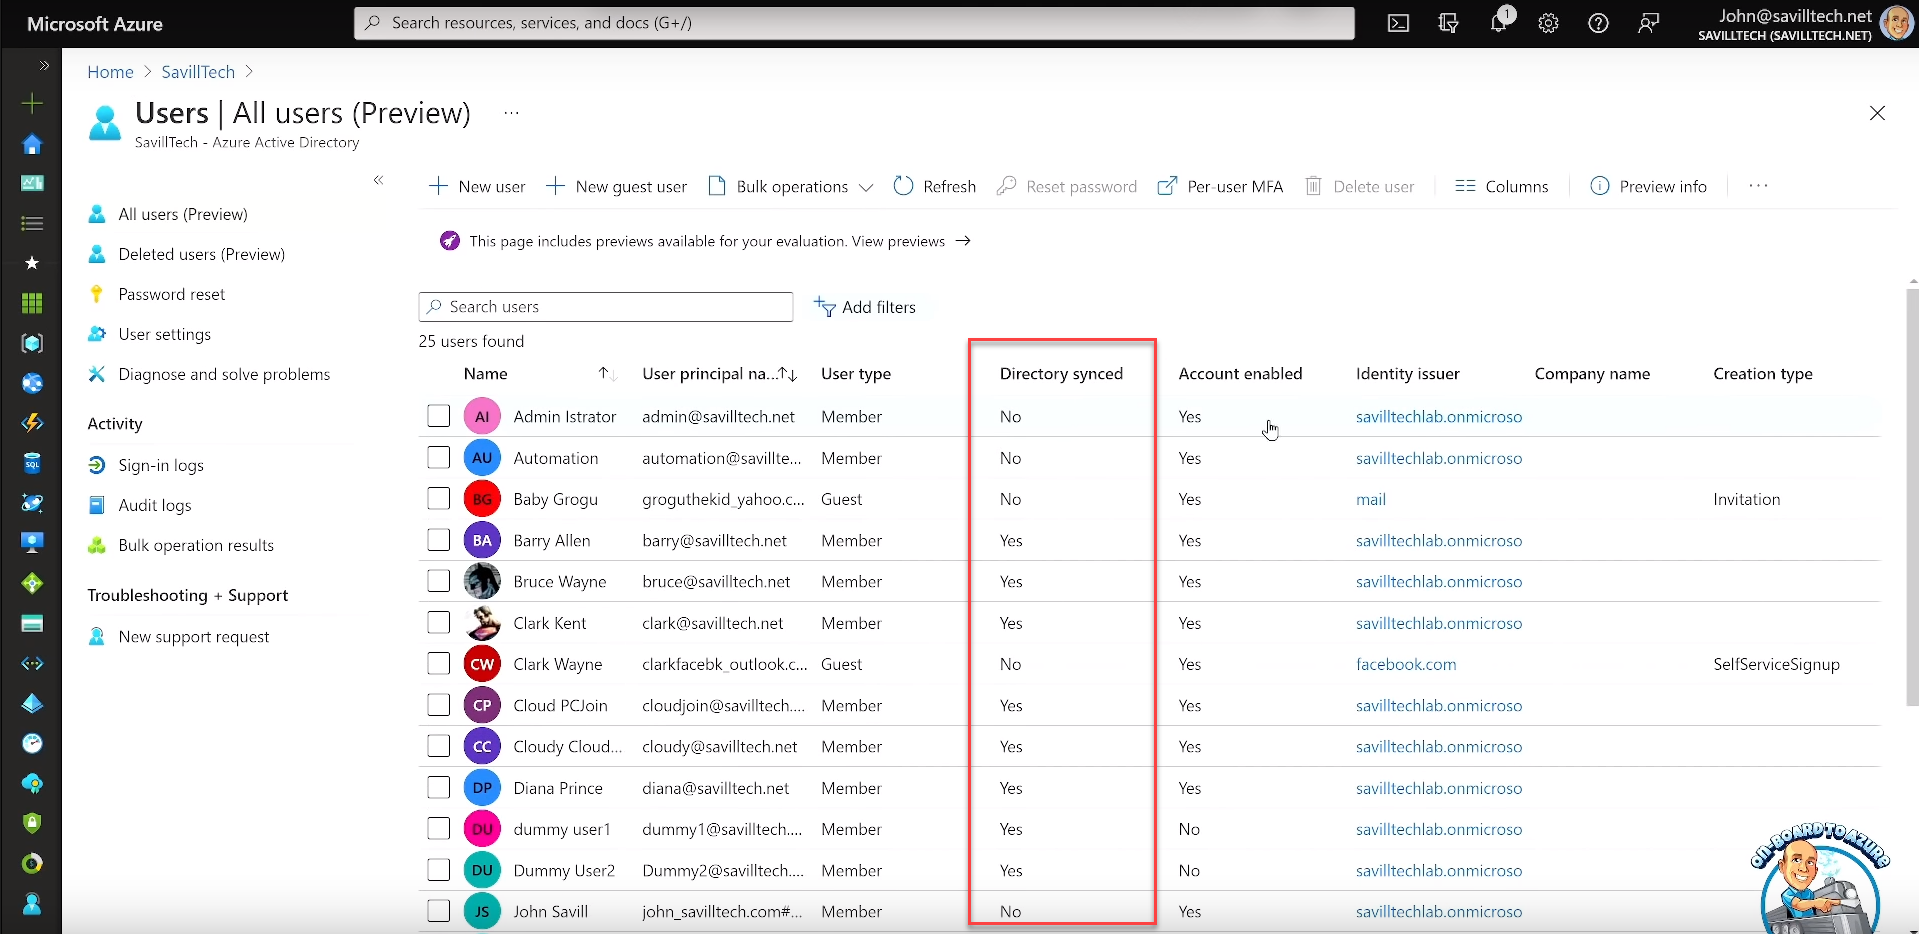 Microsoft Azure
Search resources, services, and docs (G+/)
1
John@savilltech.net
SAVILLTECH (SAVILLTECH.NET)
Home > SavillTech >
Users | All users (Preview) ...
SavillTech - Azure Active Directory
All users (Preview)
Deleted users (Preview)
Password reset
User settings
Diagnose and solve problems
Activity
Sign-in logs
Audit logs
Bulk operation results
Troubleshooting + Support
New support request
New user New guest user Bulk operations Refresh Reset password Per-user MFA Delete user Columns Preview info ...
This page includes previews available for your evaluation. View previews →
Search users Add filters
25 users found
Name User principal na... User type Directory synced Account enabled Identity issuer Company name Creation type
AI Admin Istrator admin@savilltech.net Member No Yes savilltechlab.onmicroso
AU Automation automation@savillte... Member No Yes savilltechlab.onmicroso
BG Baby Grogu groguthekid_yahoo.c... Guest No Yes mail Invitation
BA Barry Allen barry@savilltech.net Member Yes Yes savilltechlab.onmicroso
Bruce Wayne bruce@savilltech.net Member Yes Yes savilltechlab.onmicroso
Clark Kent clark@savilltech.net Member Yes Yes savilltechlab.onmicroso
CW Clark Wayne clarkfacebk_outlook.c... Guest No Yes facebook.com SelfServiceSignup
CP Cloud PCJoin cloudjoin@savilltech.... Member Yes Yes savilltechlab.onmicroso
CC Cloudy Cloud... cloudy@savilltech.net Member Yes Yes savilltechlab.onmicroso
DP Diana Prince diana@savilltech.net Member Yes Yes savilltechlab.onmicroso
DU dummy user1 dummy1@savilltech.... Member Yes No savilltechlab.onmicroso
DU Dummy User2 Dummy2@savilltech.... Member Yes No savilltechlab.onmicroso
JS John Savill john_savilltech.com#... Member No Yes savilltechlab.onmicroso
SQL
ON-BOARD TO AZURE